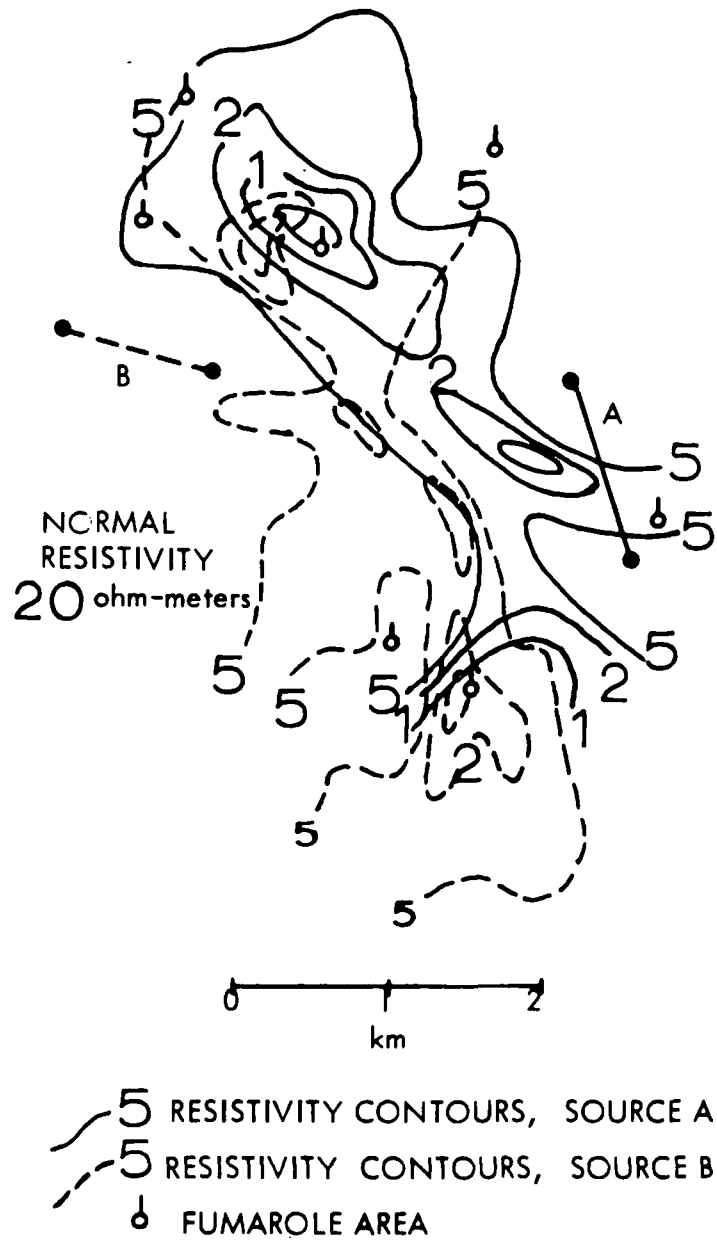 5
2
1
5
B
2
A
5
NORMAL
RESISTIVITY
20 ohm-meters
5
5
5
5
5
2
1
1
2
5
5
0 1 2
km
5 RESISTIVITY CONTOURS, SOURCE A
5 RESISTIVITY CONTOURS, SOURCE B
FUMAROLE AREA